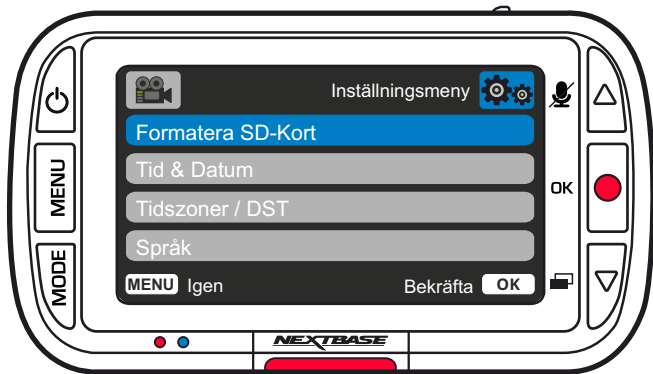 Inställningsmeny
Formatera SD-Kort
Tid & Datum
Tidszoner / DST
Språk
MENU Igen Bekräfta OK
MENU
MODE
OK
NEXTBASE